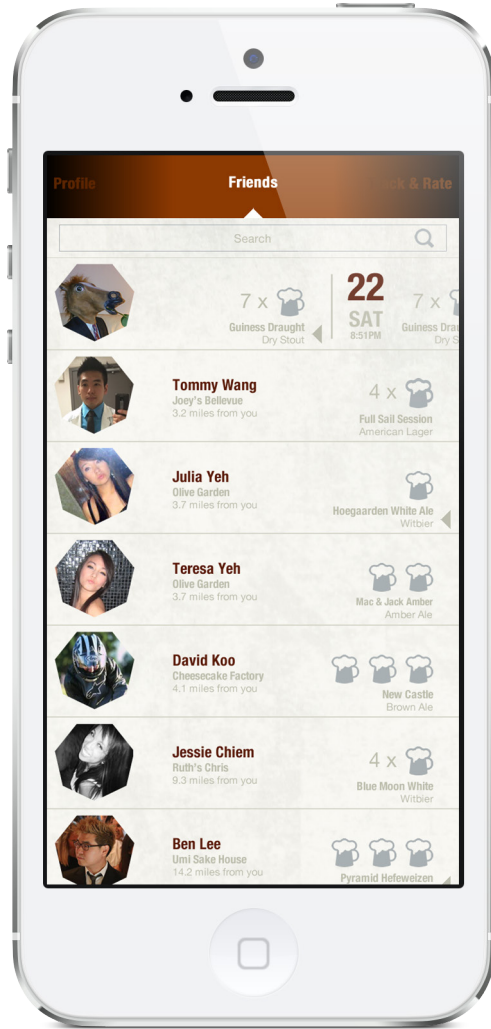 Profile
Friends
ck & Rate
Search
7 x
Guiness Draught
Dry Stout
22
SAT
8:51PM
7 x
Guiness Drau
Dry S
Tommy Wang
Joey's Bellevue
3.2 miles from you
4 x
Full Sail Session
American Lager
Julia Yeh
Olive Garden
3.7 miles from you
Hoegaarden White Ale
Witbier
Teresa Yeh
Olive Garden
3.7 miles from you
Mac & Jack Amber
Amber Ale
David Koo
Cheesecake Factory
4.1 miles from you
New Castle
Brown Ale
Jessie Chiem
Ruth's Chris
9.3 miles from you
4 x
Blue Moon White
Witbier
Ben Lee
Umi Sake House
14.2 miles from you
Pyramid Hefeweizen